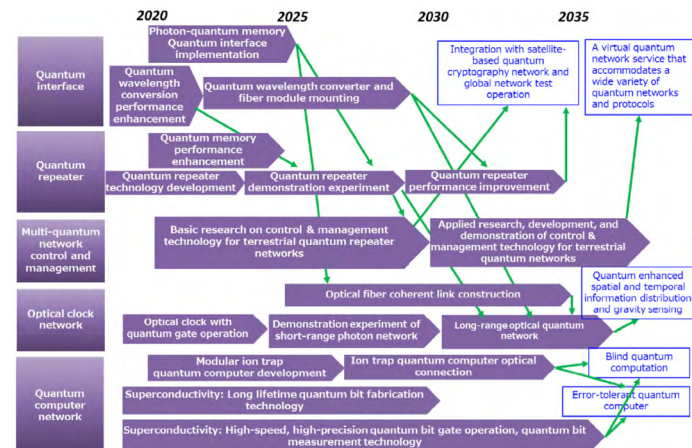 2020
2025
2030
2035
Quantum
interface
Photon-quantum memory
Quantum interface
implementation
Quantum
wavelength
conversion
performance
enhancement
Quantum wavelength converter and
fiber module mounting
Integration with satellite-based
quantum
cryptography network and
global network test
operation
A virtual quantum
network service that
accommodates a
wide variety of
quantum networks
and protocols
Quantum
repeater
Quantum memory
performance
enhancement
Quantum repeater
technology development
Quantum repeater
demonstration experiment
Quantum repeater
performance improvement
Multi-quantum
network
control and
management
Basic research on control & management
technology for terrestrial quantum repeater
networks
Applied research, development, and
demonstration of control &
management technology for terrestrial
quantum networks
Optical clock
network
Optical fiber coherent link construction
Optical clock with
quantum gate operation
Demonstration experiment of
short-range photon network
Long-range optical quantum
network
Quantum enhanced
spatial and temporal
information distribution
and gravity sensing
Quantum
computer
network
Modular ion trap
quantum computer development
Ion trap quantum computer optical
connection
Blind quantum
computation
Superconductivity: Long lifetime quantum bit fabrication
technology
Error-tolerant quantum
computer
Superconductivity: High-speed, high-precision quantum bit gate operation, quantum bit
measurement technology